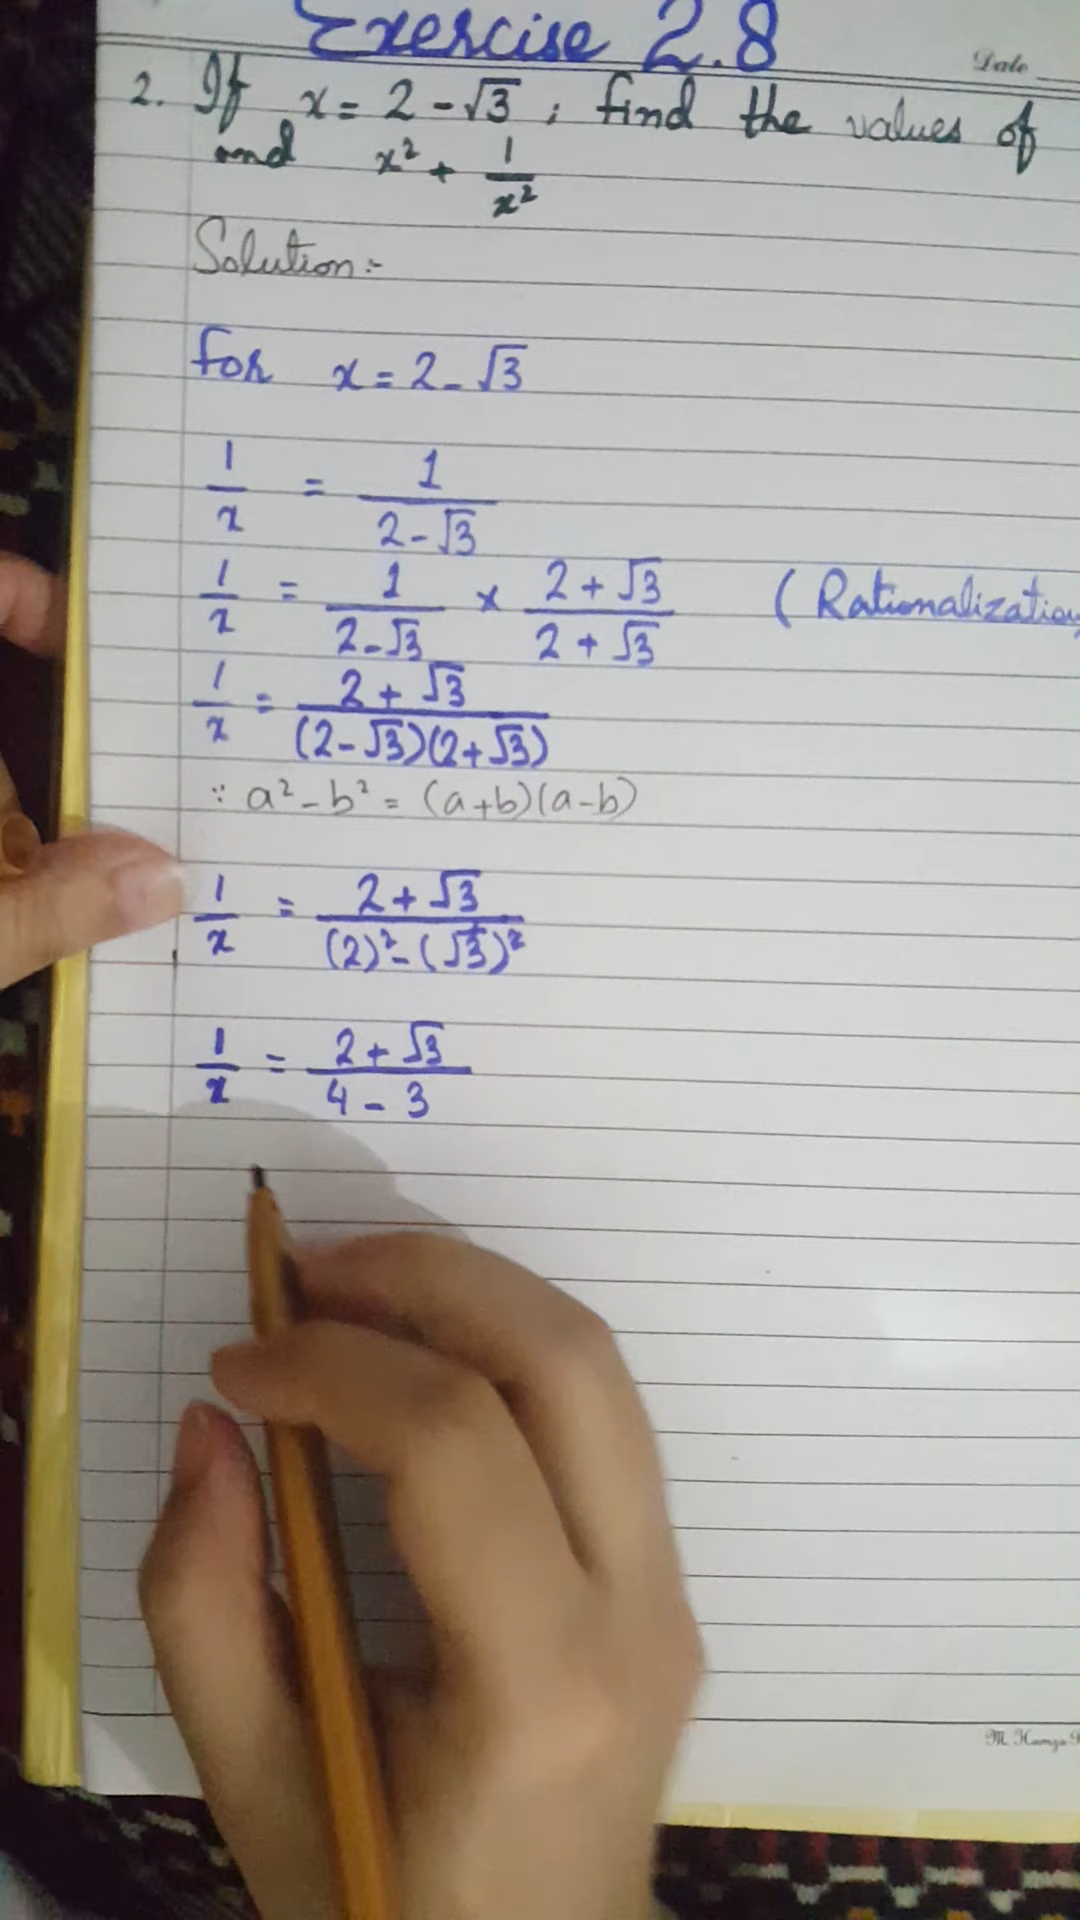 Exercise 2.8
Date
2. If x = 2 - √3 ; find the values of
and x² + 1/x²
Solution:-
for x = 2 - √3
1/x = 1/(2 - √3)
1/x = 1/(2 - √3) × (2 + √3)/(2 + √3) (Rationalization
1/x = (2 + √3)/((2 - √3)(2 + √3))
∵ a² - b² = (a+b)(a-b)
1/x = (2 + √3)/((2)² - (√3)²)
1/x = (2 + √3)/(4 - 3)
M. Hamza